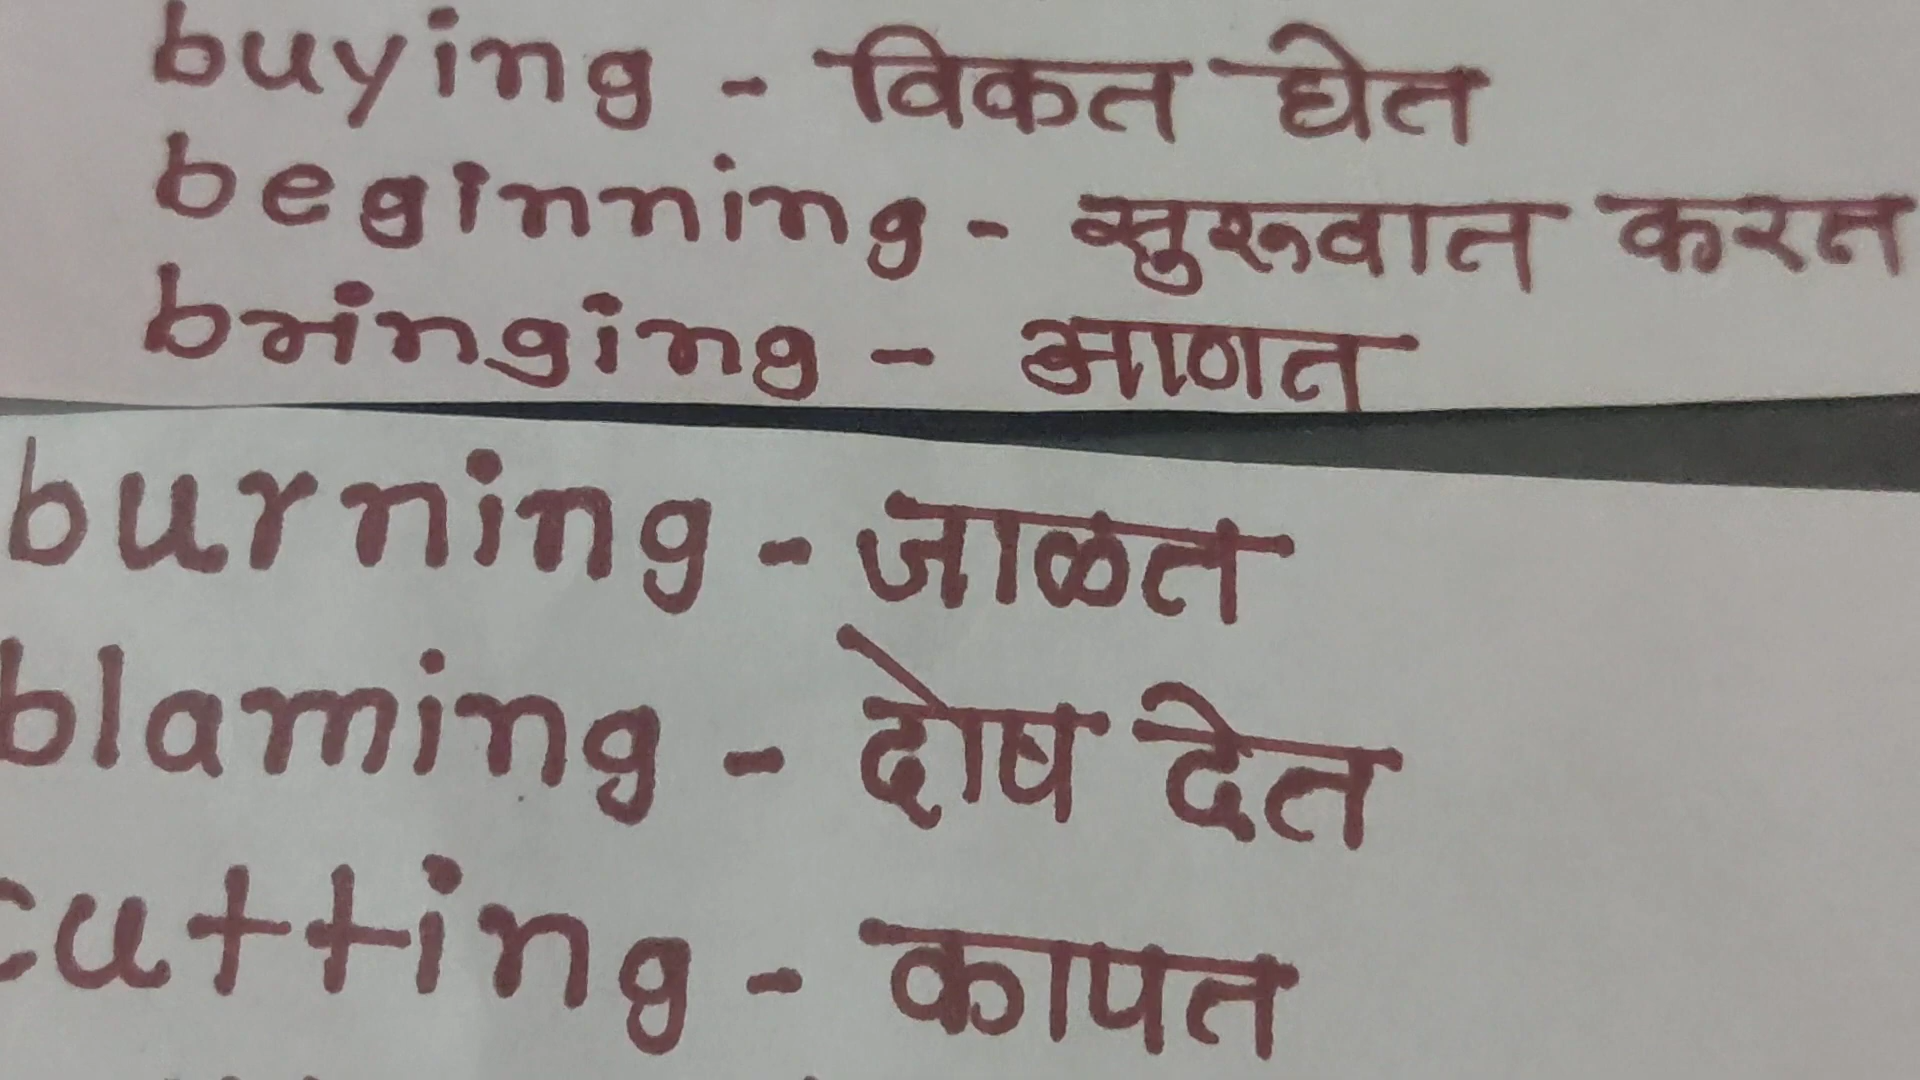 buying - विकत घेत
beginning - सुरूवात करत
bringing - आणत
burning - जाळत
blaming - दोष देत
cutting - कापत